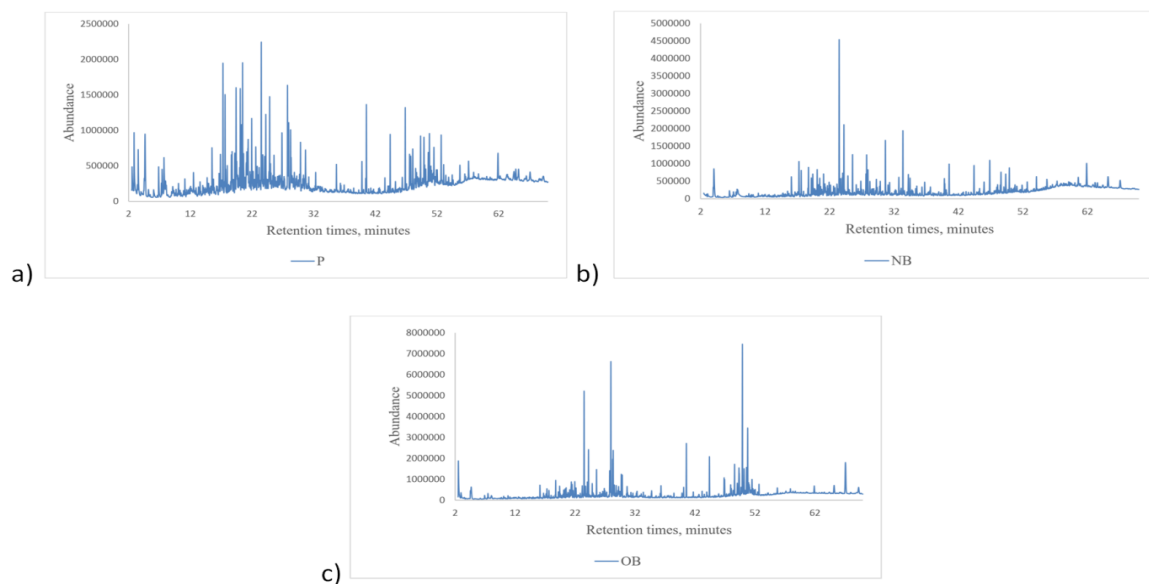 2500000
2000000
1500000
1000000
500000
0
Abundance
2 12 22 32 42 52 62
Retention times, minutes
P
a)
5000000
4500000
4000000
3500000
3000000
2500000
2000000
1500000
1000000
500000
0
Abundance
2 12 22 32 42 52 62
Retention times, minutes
NB
b)
8000000
7000000
6000000
5000000
4000000
3000000
2000000
1000000
0
Abundance
2 12 22 32 42 52 62
Retention times, minutes
OB
c)